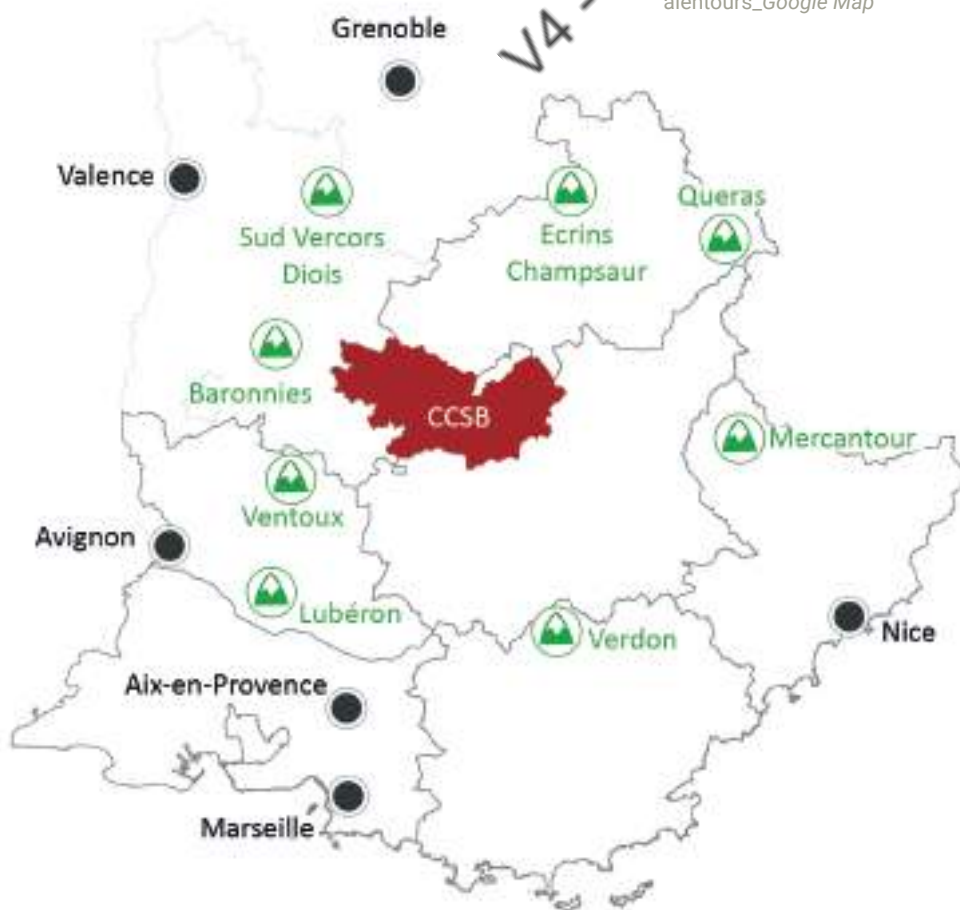 alentours_Google Map
V4 -
Grenoble
Valence
Queras
Sud Vercors
Diois
Ecrins
Champsaur
Baronnies
CCSB
Mercantour
Ventoux
Avignon
Lubéron
Verdon
Nice
Aix-en-Provence
Marseille